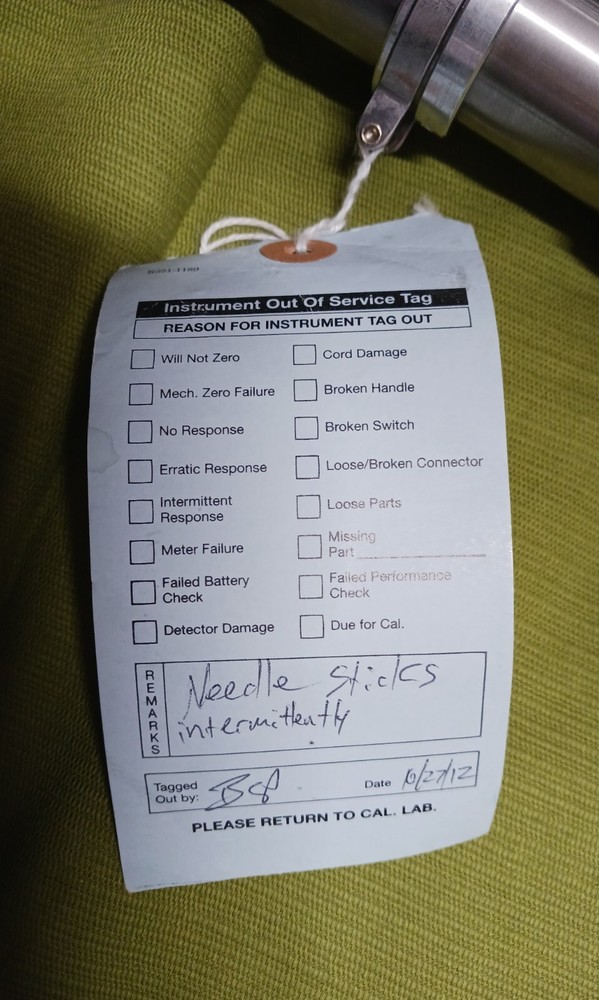 Instrument Out Of Service Tag
REASON FOR INSTRUMENT TAG OUT
Will Not Zero
Mech. Zero Failure
No Response
Erratic Response
Intermittent
Response
Meter Failure
Failed Battery
Check
Detector Damage
Cord Damage
Broken Handle
Broken Switch
Loose/Broken Connector
Loose Parts
Missing
Part
Failed Performance
Check
Due for Cal.
REMARKS
Needle Sticks
intermittently
Tagged
Out by:
Date 10/27/12
PLEASE RETURN TO CAL. LAB.